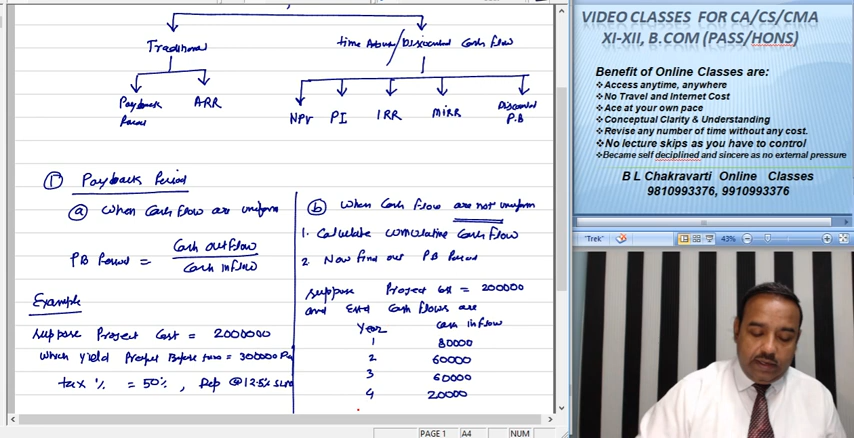 Traditional
time Adjusted/Discounted Cash flow
Payback Period
ARR
NPV
PI
IRR
MIRR
Discounted P.B
① Payback Period
ⓐ When Cash flow are uniform
PB Period = Cash outflow / Cash inflow
Example
Suppose Project Cost = 2000000
Which yield Profit Before tax = 300000 Pa
tax % = 50%, Dep @12.5% SLM
ⓑ When Cash flow are not uniform
1. Calculate Cumulative Cash flow
2. Now find out PB Period
Suppose Project Cost = 200000
and Estd Cash flows are
Year Cash inflow
1 80000
2 60000
3 60000
4 20000
PAGE 1 A4 NUM
VIDEO CLASSES FOR CA/CS/CMA
XI-XII, B.COM (PASS/HONS)
Benefit of Online Classes are:
• Access anytime, anywhere
• No Travel and Internet Cost
• Ace at your own pace
• Conceptual Clarity & Understanding
• Revise any number of time without any cost.
• No lecture skips as you have to control
• Became self deciplined and sincere as no external pressure
B L Chakravarti Online Classes
9810993376, 9910993376
"Trek" 43%